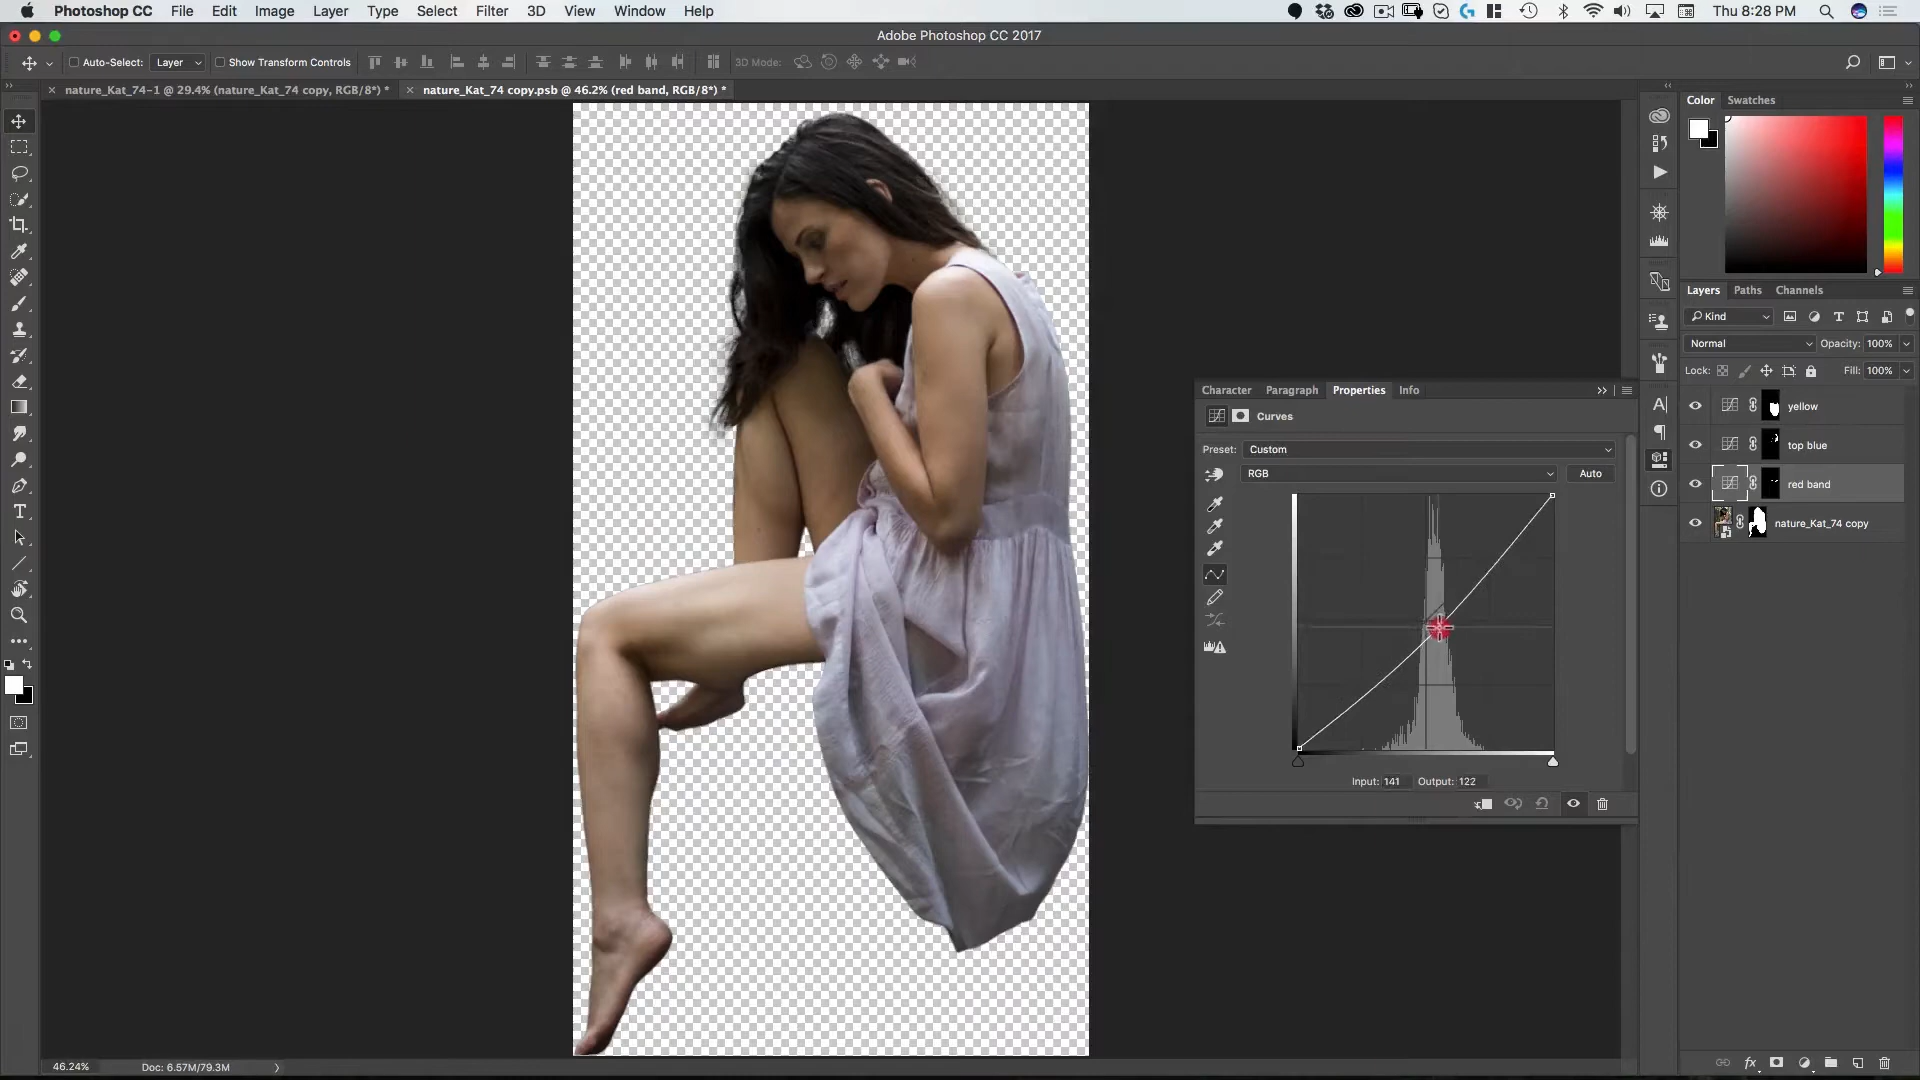 Photoshop CC File Edit Image Layer Type Select Filter 3D View Window Help Thu 8:28 PM
Adobe Photoshop CC 2017
Auto-Select: Layer Show Transform Controls 3D Mode:
nature_Kat_74-1 @ 29.4% (nature_Kat_74 copy, RGB/8*) * nature_Kat_74 copy.psb @ 46.2% (red band, RGB/8*) *
Color Swatches
Layers Paths Channels
Kind
Normal Opacity: 100%
Lock: Fill: 100%
yellow
top blue
red band
nature_Kat_74 copy
Character Paragraph Properties Info
Curves
Preset: Custom
RGB Auto
Input: 141 Output: 122
46.24% Doc: 6.57M/79.3M